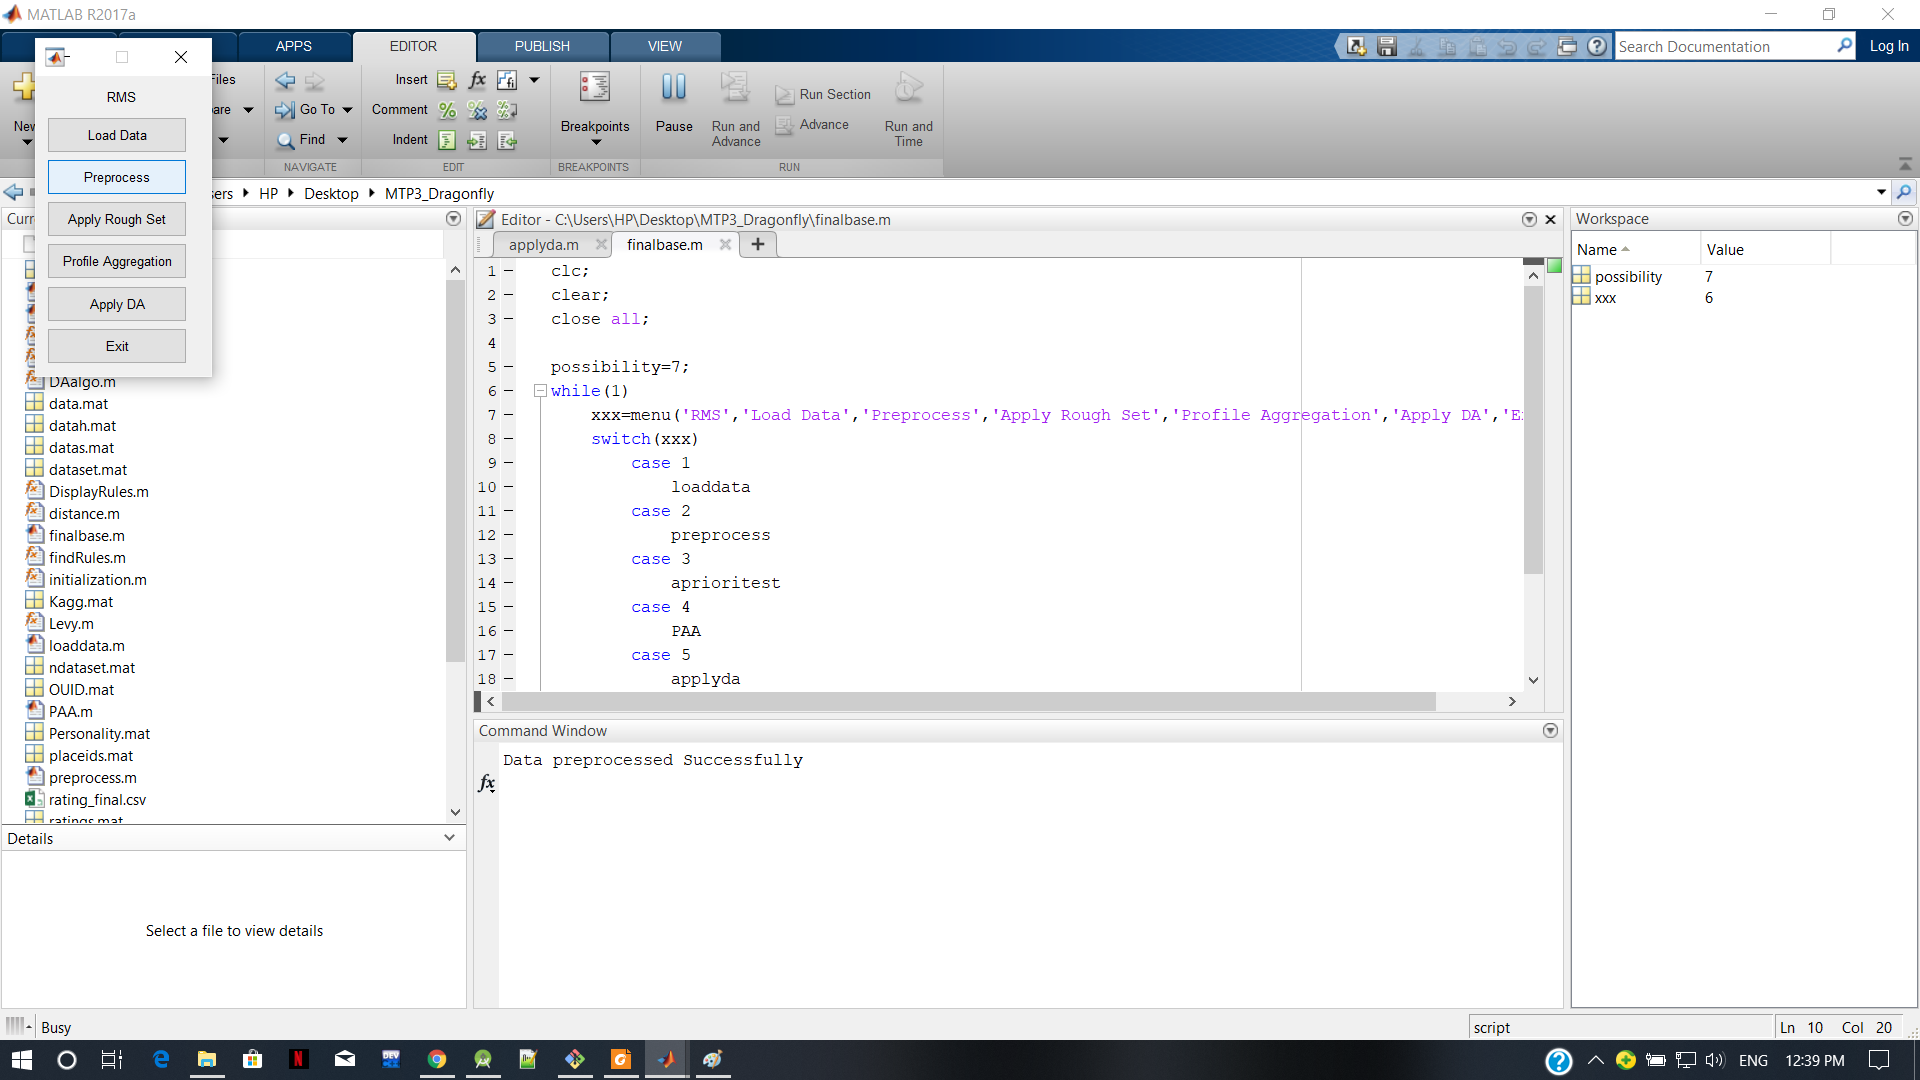 MATLAB R2017a
APPS
EDITOR
PUBLISH
VIEW
Search Documentation
Log In
RMS
Load Data
Preprocess
Apply Rough Set
Profile Aggregation
Apply DA
Exit
New
Files
Go To
Find
NAVIGATE
Insert
Comment
Indent
EDIT
Breakpoints
BREAKPOINTS
Pause
Run and
Advance
Run Section
Advance
Run and
Time
RUN
HP
Desktop
MTP3_Dragonfly
DAalgo.m
data.mat
datah.mat
datas.mat
dataset.mat
DisplayRules.m
distance.m
finalbase.m
findRules.m
initialization.m
Kagg.mat
Levy.m
loaddata.m
ndataset.mat
OUID.mat
PAA.m
Personality.mat
placeids.mat
preprocess.m
rating_final.csv
ratings.mat
Details
Select a file to view details
Editor - C:\Users\HP\Desktop\MTP3_Dragonfly\finalbase.m
applyda.m
finalbase.m
1 clc;
2 clear;
3 close all;
4
5 possibility=7;
6 while(1)
7 xxx=menu('RMS','Load Data','Preprocess','Apply Rough Set','Profile Aggregation','Apply DA','E
8 switch(xxx)
9 case 1
10 loaddata
11 case 2
12 preprocess
13 case 3
14 aprioritest
15 case 4
16 PAA
17 case 5
18 applyda
Command Window
Data preprocessed Successfully
fx
Workspace
Name Value
possibility 7
xxx 6
Busy
script
Ln 10 Col 20
ENG
12:39 PM